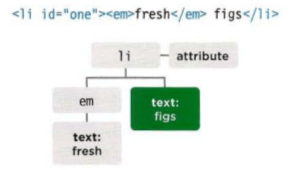 <li id="one"><em>fresh</em> figs</li>
li
attribute
em
text:
figs
text:
fresh